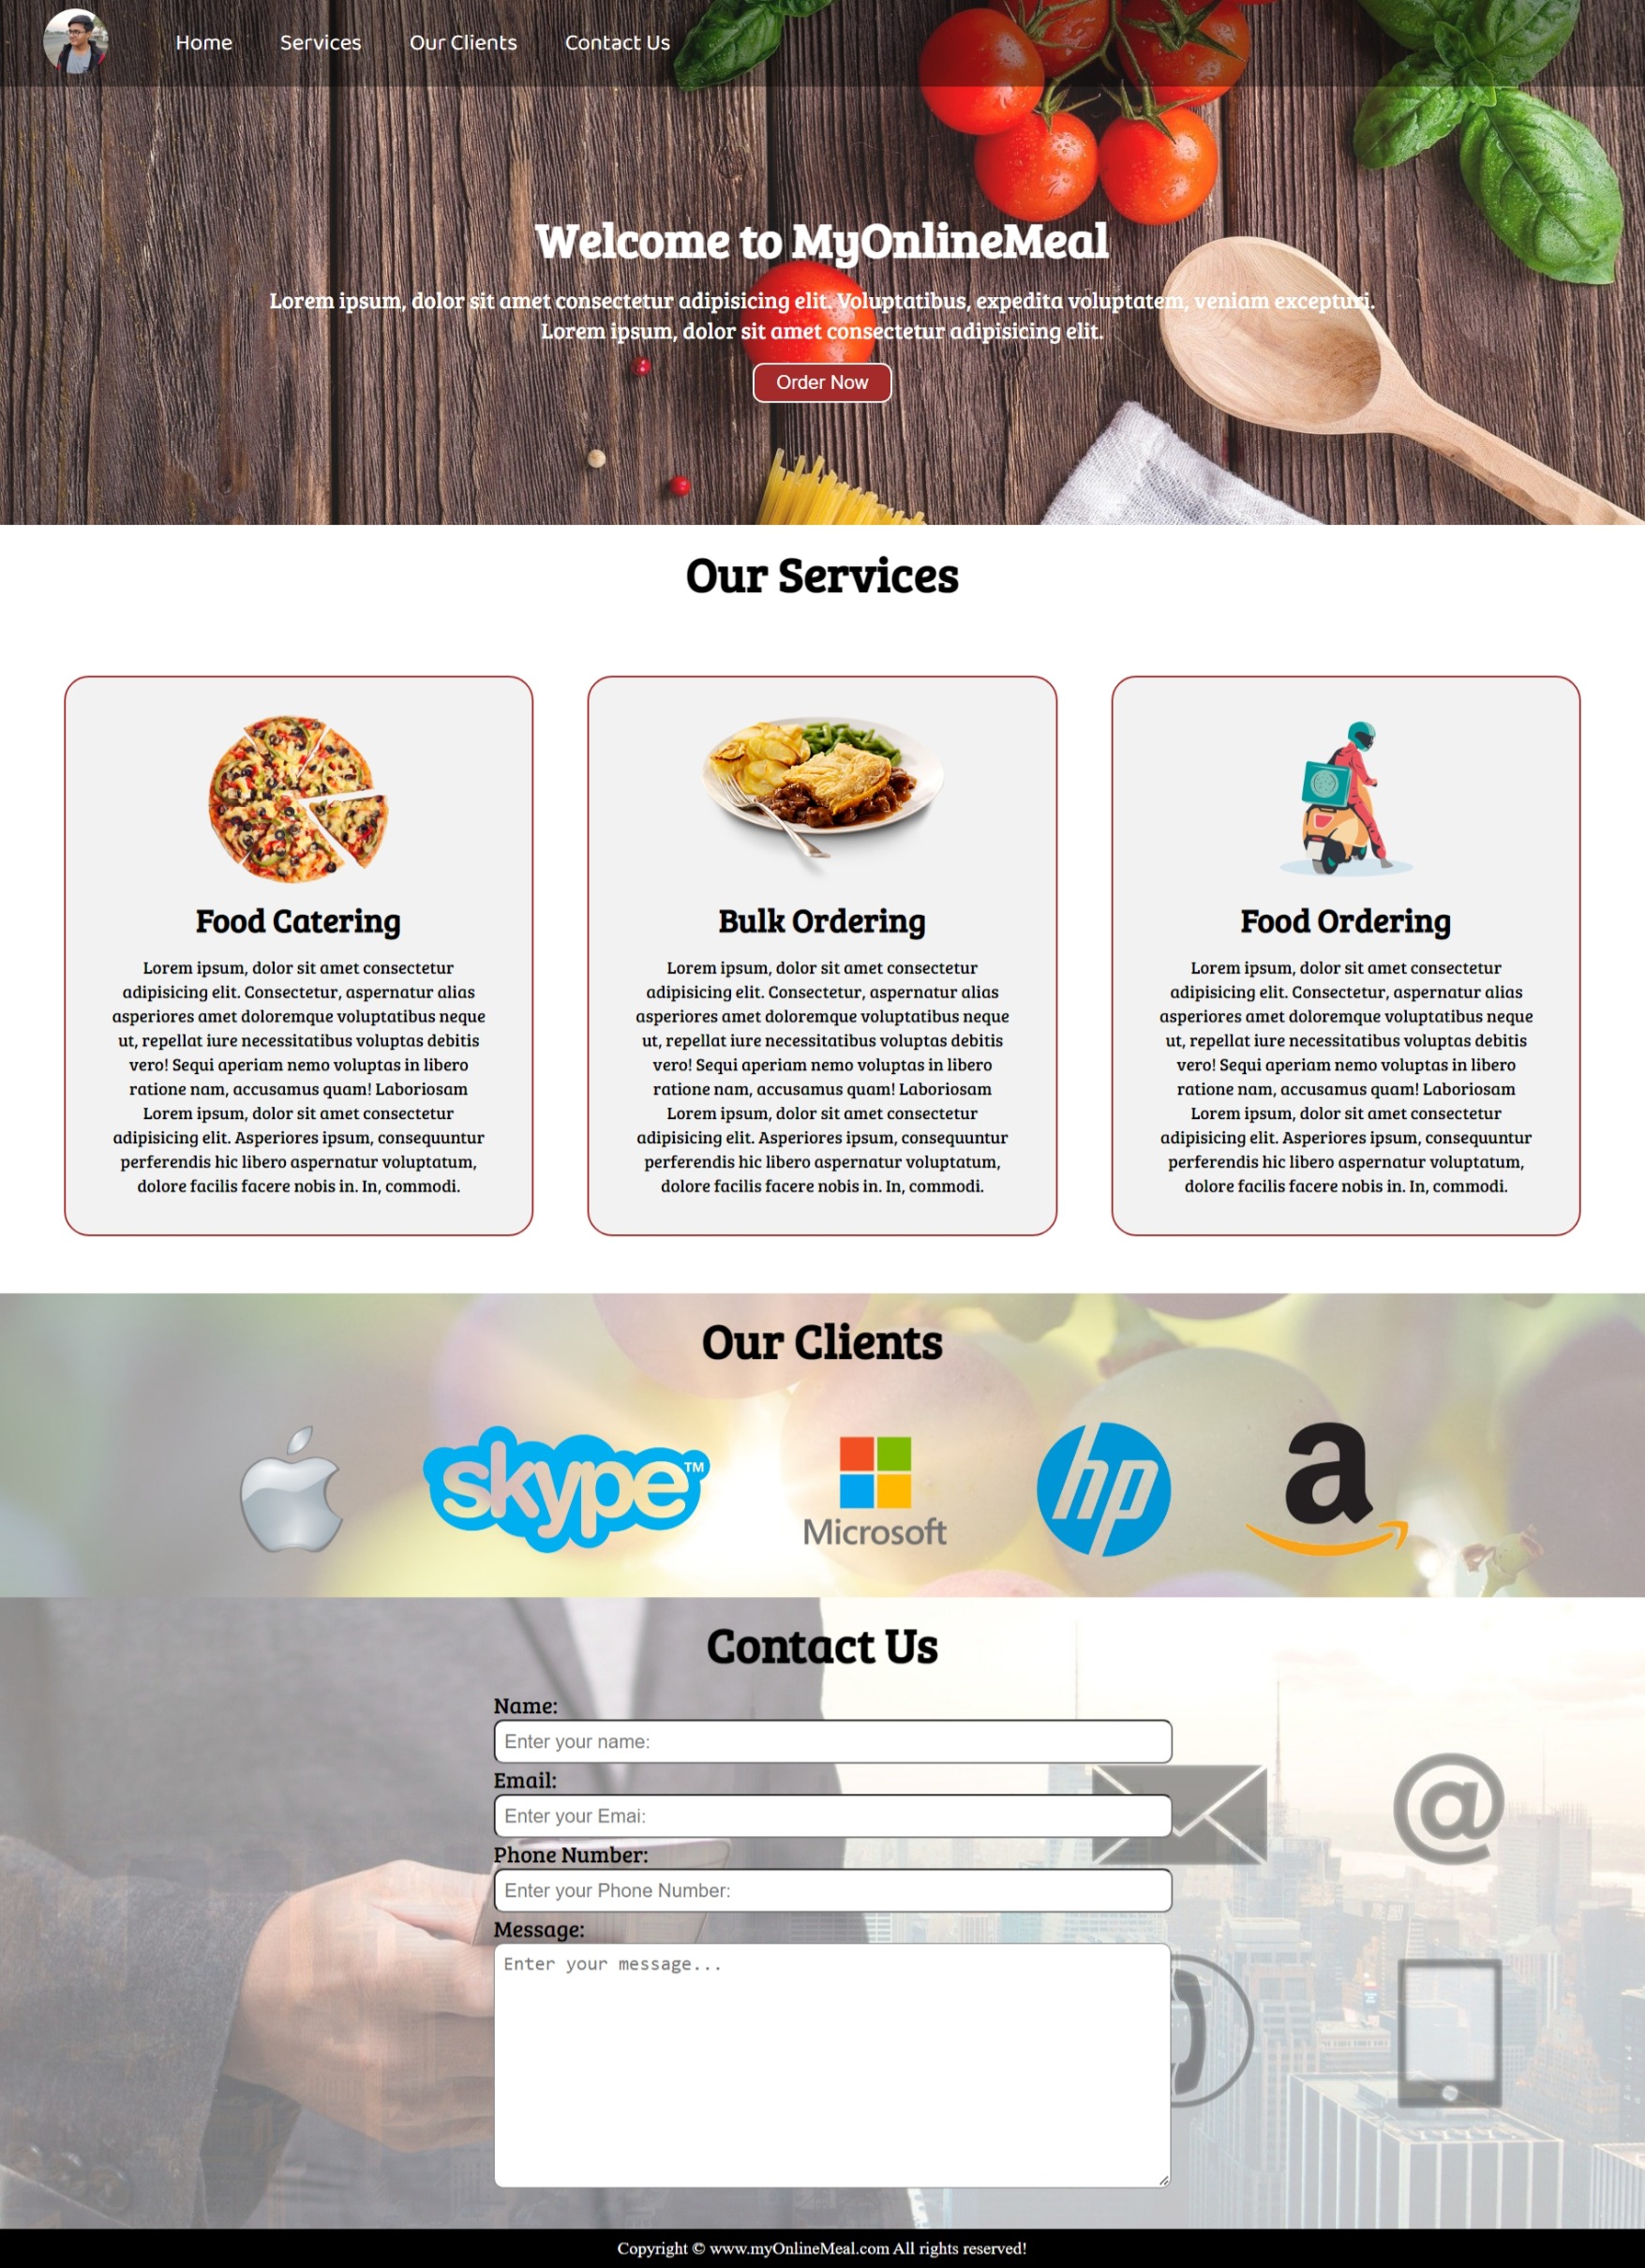 Home Services Our Clients Contact Us
Welcome to MyOnlineMeal
Lorem ipsum, dolor sit amet consectetur adipisicing elit. Voluptatibus, expedita voluptatem, veniam excepturi.
Lorem ipsum, dolor sit amet consectetur adipisicing elit.
Order Now
Our Services
Food Catering
Lorem ipsum, dolor sit amet consectetur
adipisicing elit. Consectetur, aspernatur alias
asperiores amet doloremque voluptatibus neque
ut, repellat iure necessitatibus voluptas debitis
vero! Sequi aperiam nemo voluptas in libero
ratione nam, accusamus quam! Laboriosam
Lorem ipsum, dolor sit amet consectetur
adipisicing elit. Asperiores ipsum, consequuntur
perferendis hic libero aspernatur voluptatum,
dolore facilis facere nobis in. In, commodi.
Bulk Ordering
Lorem ipsum, dolor sit amet consectetur
adipisicing elit. Consectetur, aspernatur alias
asperiores amet doloremque voluptatibus neque
ut, repellat iure necessitatibus voluptas debitis
vero! Sequi aperiam nemo voluptas in libero
ratione nam, accusamus quam! Laboriosam
Lorem ipsum, dolor sit amet consectetur
adipisicing elit. Asperiores ipsum, consequuntur
perferendis hic libero aspernatur voluptatum,
dolore facilis facere nobis in. In, commodi.
Food Ordering
Lorem ipsum, dolor sit amet consectetur
adipisicing elit. Consectetur, aspernatur alias
asperiores amet doloremque voluptatibus neque
ut, repellat iure necessitatibus voluptas debitis
vero! Sequi aperiam nemo voluptas in libero
ratione nam, accusamus quam! Laboriosam
Lorem ipsum, dolor sit amet consectetur
adipisicing elit. Asperiores ipsum, consequuntur
perferendis hic libero aspernatur voluptatum,
dolore facilis facere nobis in. In, commodi.
Our Clients
skype™
Microsoft
hp
a
Contact Us
Name:
Enter your name:
Email:
Enter your Emai:
Phone Number:
Enter your Phone Number:
Message:
Enter your message...
@
Copyright © www.myOnlineMeal.com All rights reserved!